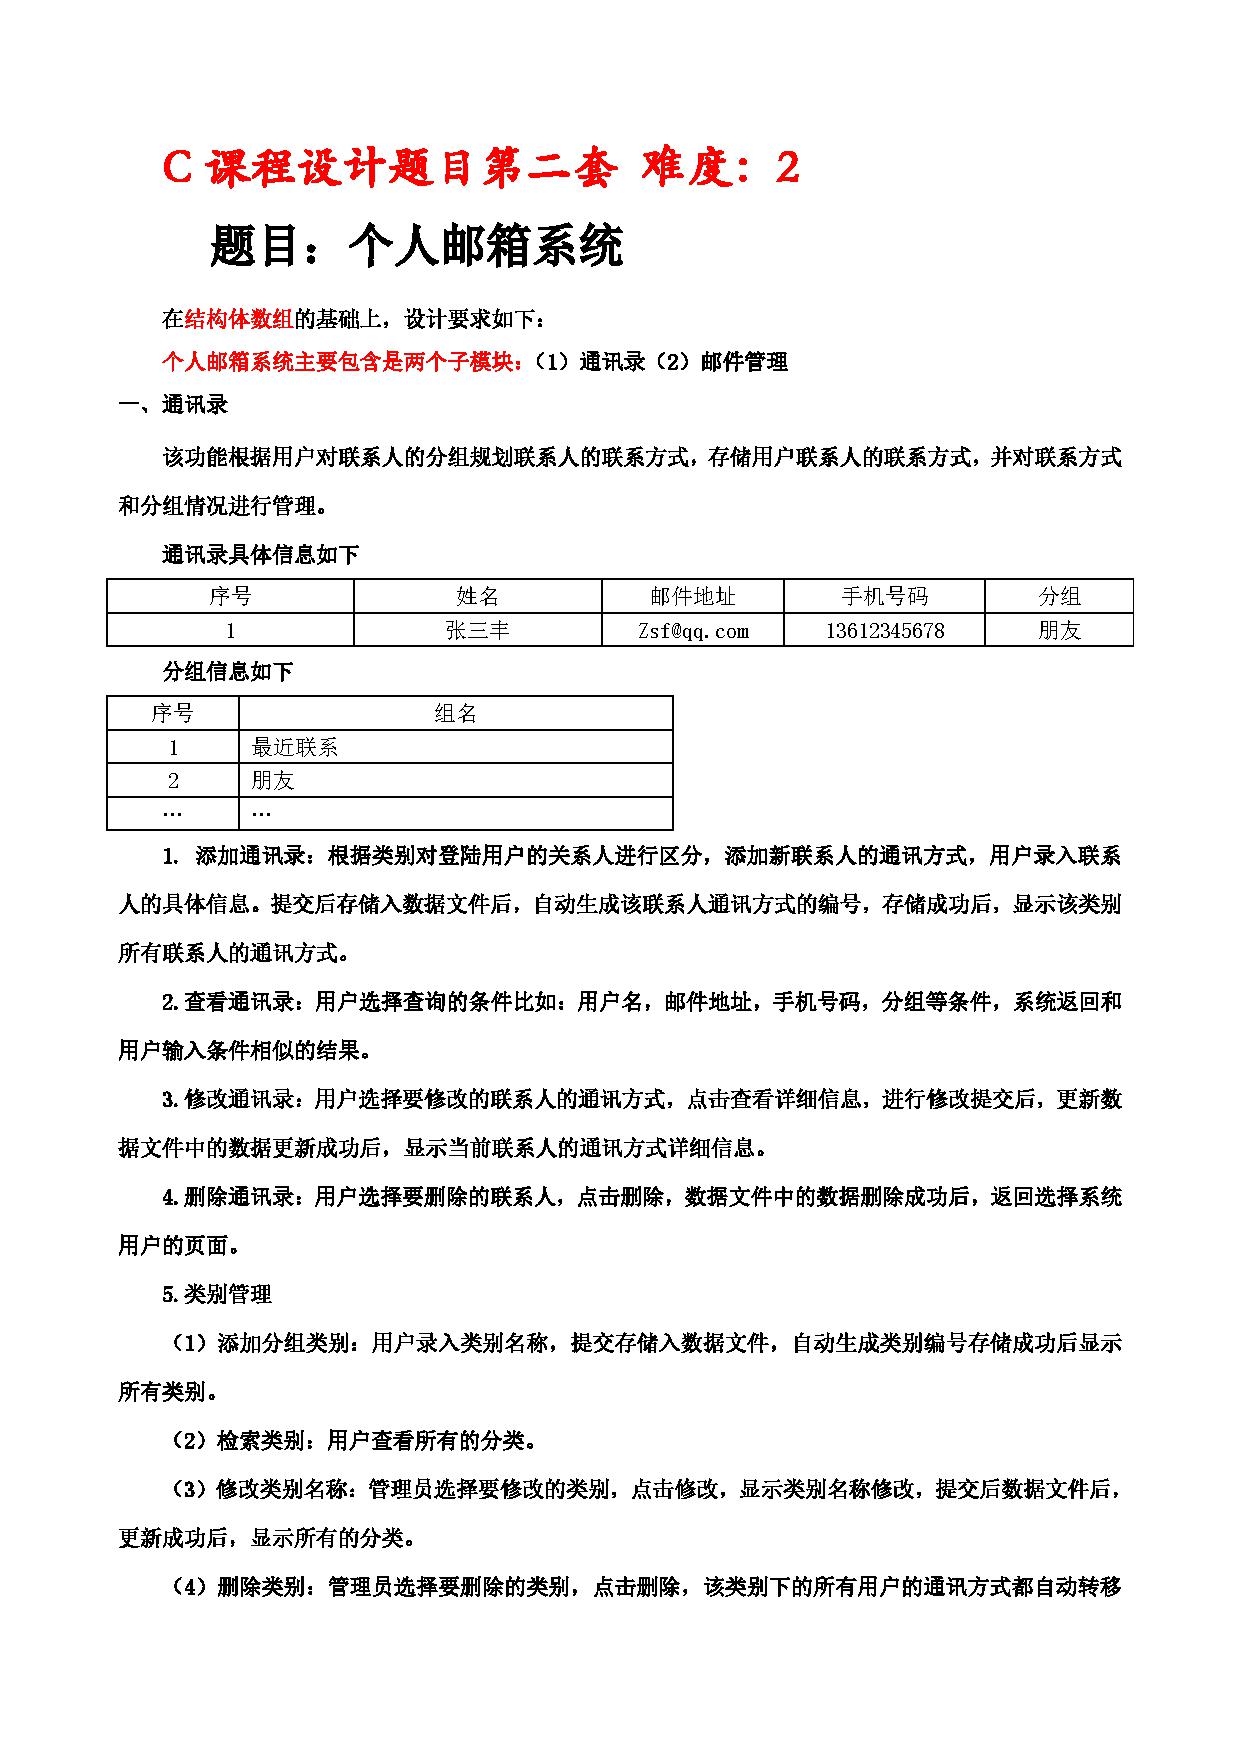 C 课程设计题目第二套 难度：2
题目：个人邮箱系统
在结构体数组的基础上，设计要求如下：
个人邮箱系统主要包含是两个子模块：（1）通讯录（2）邮件管理
一、通讯录
该功能根据用户对联系人的分组规划联系人的联系方式，存储用户联系人的联系方式，并对联系方式
和分组情况进行管理。
通讯录具体信息如下
序号 姓名 邮件地址 手机号码 分组
1 张三丰 Zsf@qq.com 13612345678 朋友
分组信息如下
序号 组名
1 最近联系
2 朋友
… …
1. 添加通讯录：根据类别对登陆用户的关系人进行区分，添加新联系人的通讯方式，用户录入联系
人的具体信息。提交后存储入数据文件后，自动生成该联系人通讯方式的编号，存储成功后，显示该类别
所有联系人的通讯方式。
2.查看通讯录：用户选择查询的条件比如：用户名，邮件地址，手机号码，分组等条件，系统返回和
用户输入条件相似的结果。
3.修改通讯录：用户选择要修改的联系人的通讯方式，点击查看详细信息，进行修改提交后，更新数
据文件中的数据更新成功后，显示当前联系人的通讯方式详细信息。
4.删除通讯录：用户选择要删除的联系人，点击删除，数据文件中的数据删除成功后，返回选择系统
用户的页面。
5.类别管理
（1）添加分组类别：用户录入类别名称，提交存储入数据文件，自动生成类别编号存储成功后显示
所有类别。
（2）检索类别：用户查看所有的分类。
（3）修改类别名称：管理员选择要修改的类别，点击修改，显示类别名称修改，提交后数据文件后，
更新成功后，显示所有的分类。
（4）删除类别：管理员选择要删除的类别，点击删除，该类别下的所有用户的通讯方式都自动转移